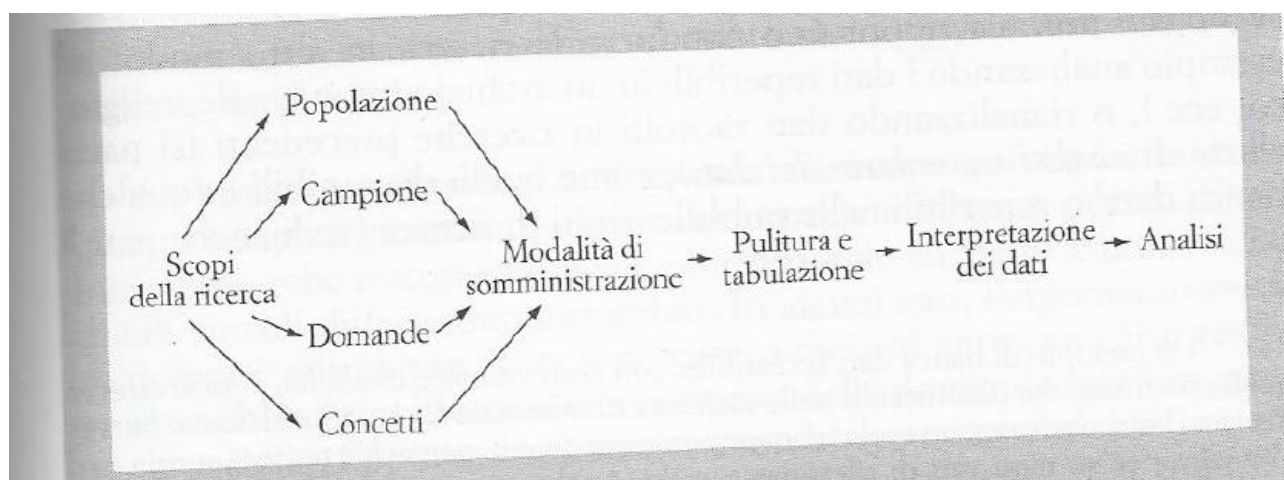 Popolazione
Campione
Scopi
della ricerca
Domande
Concetti
Modalità di
somministrazione
Pulitura e
tabulazione
Interpretazione
dei dati
Analisi